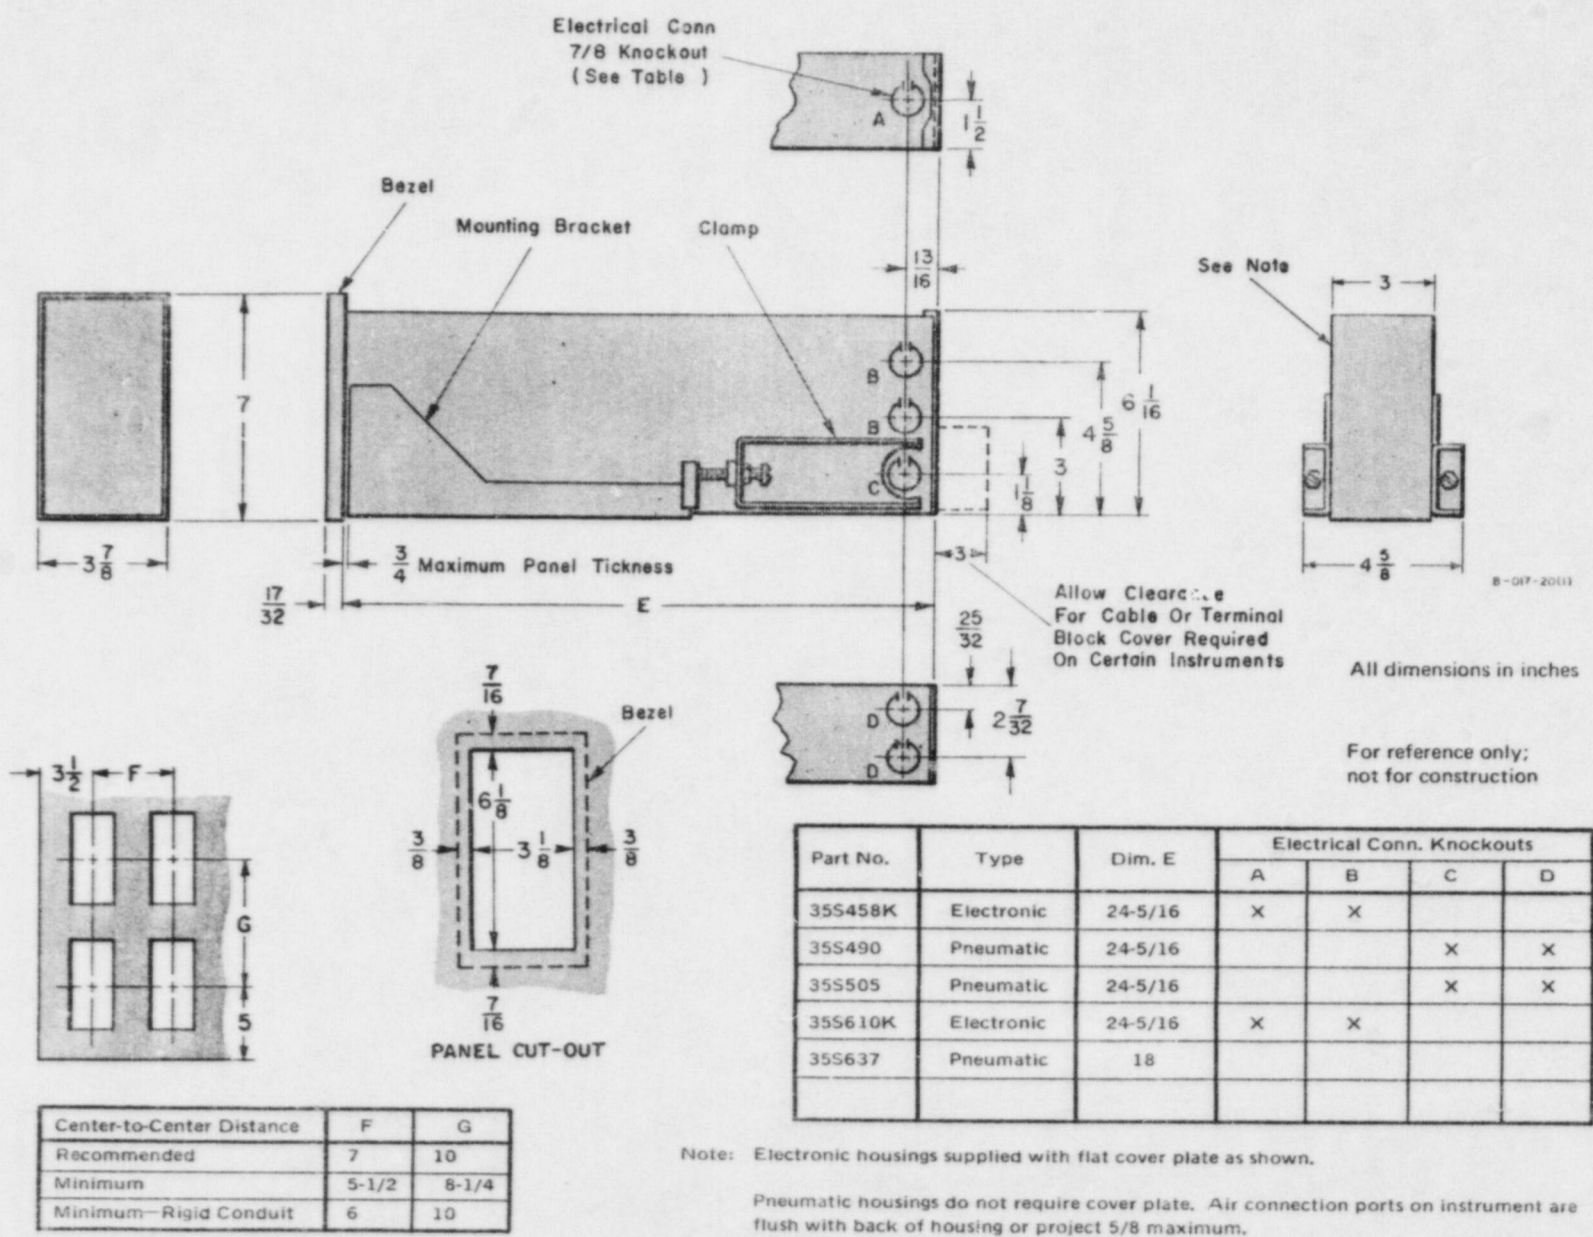 Electrical Conn
7/8 Knockout
(See Table )
A
1 1/2
Bezel
Mounting Bracket
Clamp
13/16
See Note
3
7
B
B
C
6 1/16
4 5/8
3
1 1/8
3 7/8
3/4 Maximum Panel Tickness
3
4 5/8
B-017-20(1)
17/32
E
Allow
For Cable Or Terminal
Block Cover Required
On Certain Instruments
25/32
All dimensions in inches
7/16
Bezel
D
D
2 7/32
For reference only;
not for construction
3 1/2
F
6 1/8
3/8
3 1/8
3/8
G
5
7/16
PANEL CUT-OUT
Part No. Type Dim. E Electrical Conn. Knockouts
A B C D
35S458K Electronic 24-5/16 X X
35S490 Pneumatic 24-5/16 X X
35S505 Pneumatic 24-5/16 X X
35S610K Electronic 24-5/16 X X
35S637 Pneumatic 18
Center-to-Center Distance F G
Recommended 7 10
Minimum 5-1/2 8-1/4
Minimum—Rigid Conduit 6 10
Note: Electronic housings supplied with flat cover plate as shown.
Pneumatic housings do not require cover plate. Air connection ports on instrument are
flush with back of housing or project 5/8 maximum.